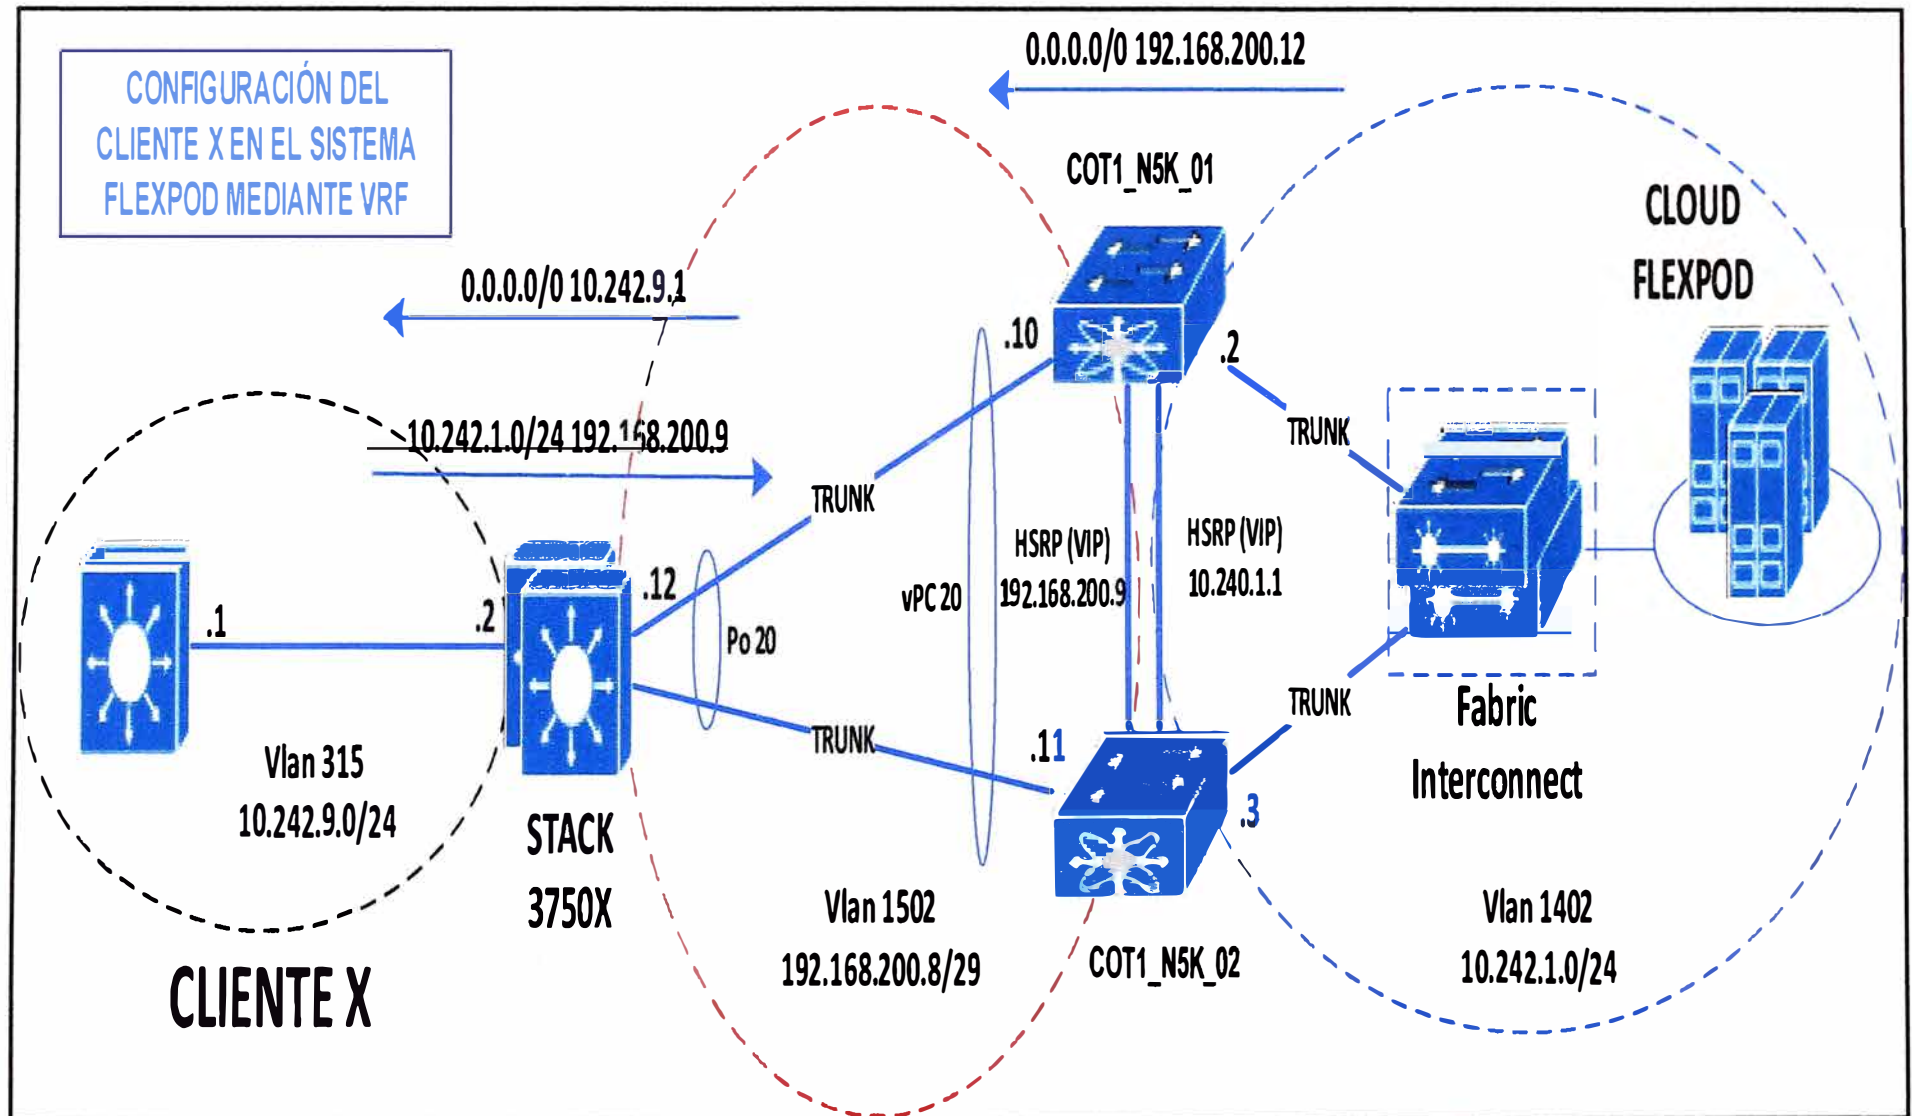 CONFIGURACIÓN DEL
CLIENTE X EN EL SISTEMA
FLEXPOD MEDIANTE VRF
0.0.0.0/0 192.168.200.12
COT1_N5K_01
CLOUD
FLEXPOD
0.0.0.0/0 10.242.9.1
.10
.2
TRUNK
10.242.1.0/24 192.168.200.9
TRUNK
HSRP (VIP)
192.168.200.9
HSRP (VIP)
10.240.1.1
vPC 20
.12
.1
.2
Po 20
TRUNK
TRUNK
Fabric
Interconnect
.11
.3
Vlan 315
10.242.9.0/24
STACK
3750X
Vlan 1502
192.168.200.8/29
COT1_N5K_02
Vlan 1402
10.242.1.0/24
CLIENTE X